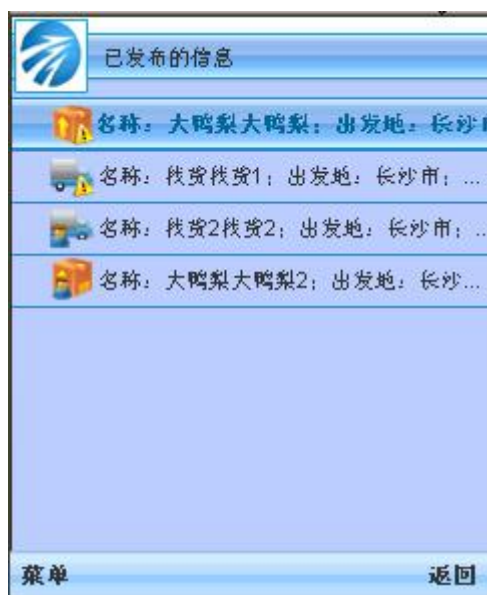 已发布的信息
名称：大鸭梨大鸭梨；出发地：长沙
名称：找货找货1；出发地：长沙市；...
名称：找货2找货2；出发地：长沙市；..
名称：大鸭梨大鸭梨2；出发地：长沙...
菜单
返回